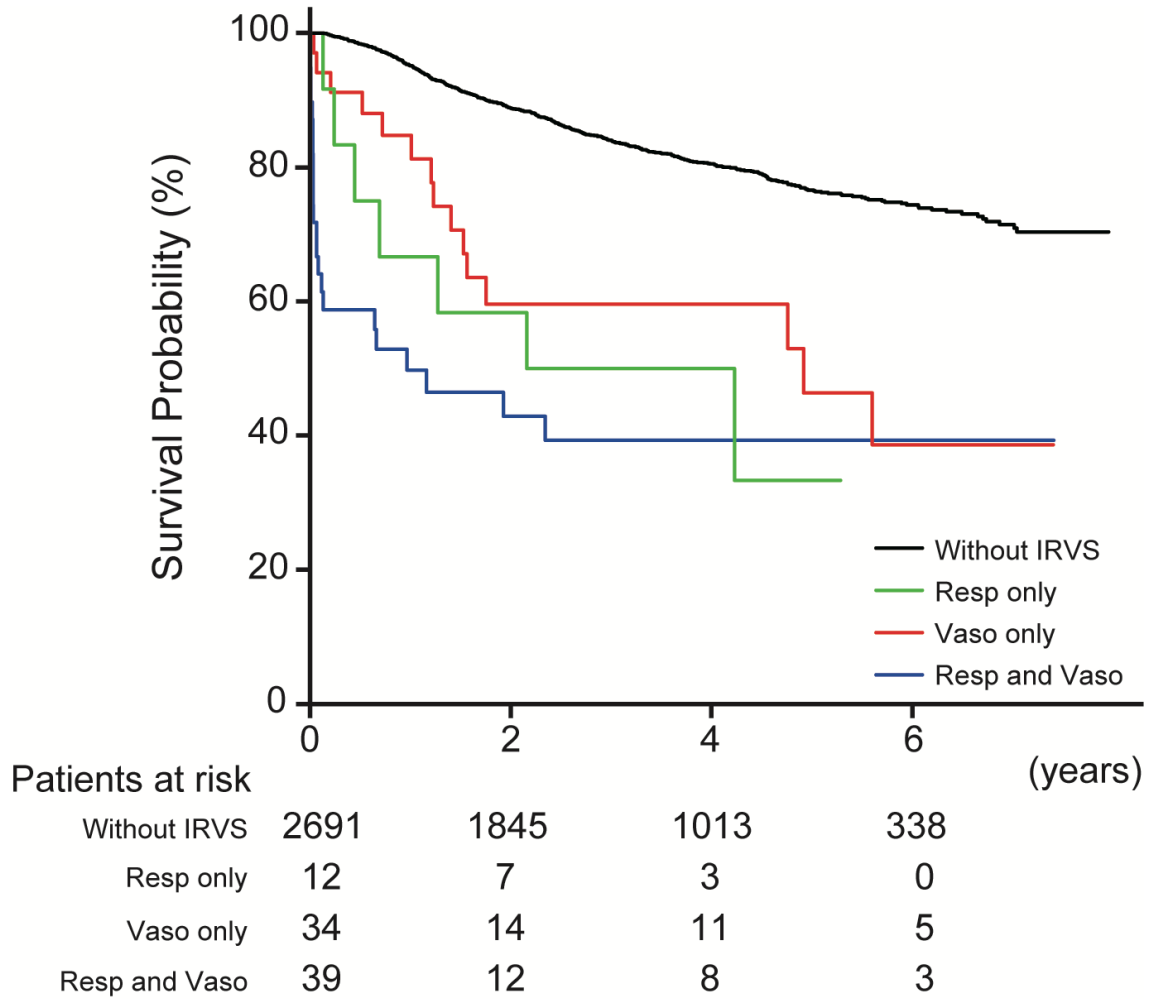 Survival Probability (%)
100
80
60
40
20
0
Without IRVS
Resp only
Vaso only
Resp and Vaso
0 2 4 6
(years)
Patients at risk
Without IRVS 2691 1845 1013 338
Resp only 12 7 3 0
Vaso only 34 14 11 5
Resp and Vaso 39 12 8 3